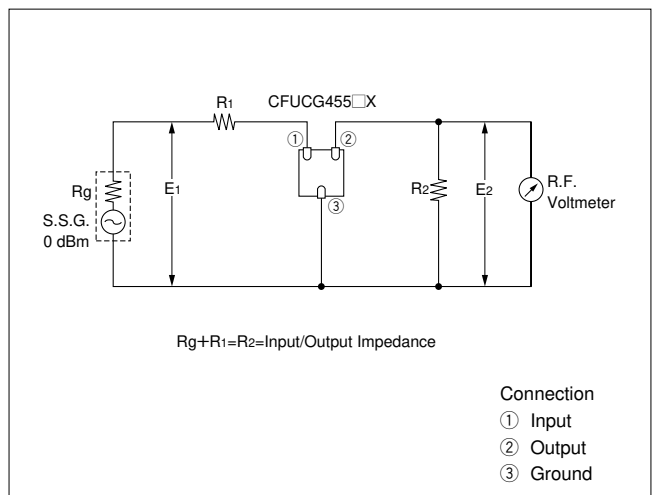 R1 CFUCG455□X
① ②
Rg E1 R2 E2 R.F. Voltmeter
S.S.G.
0 dBm
③
Rg+R1=R2=Input/Output Impedance
Connection
① Input
② Output
③ Ground